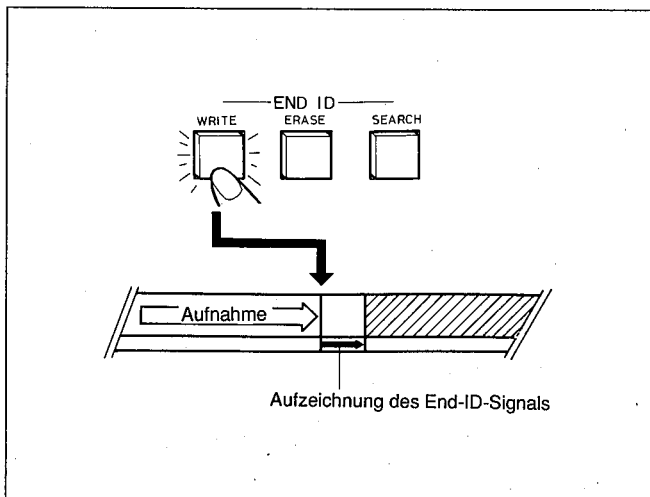 END ID
WRITE ERASE SEARCH
Aufnahme
Aufzeichnung des End-ID-Signals